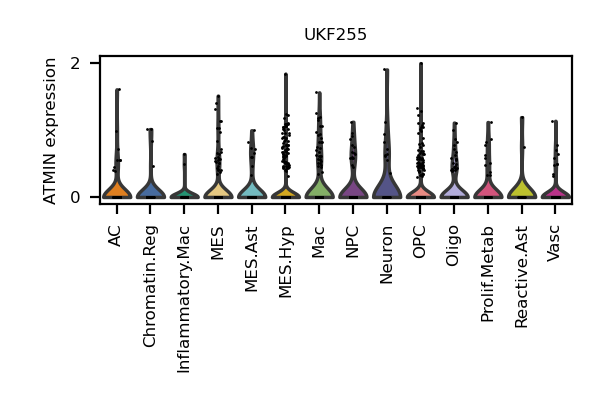 UKF255
ATMIN expression
2
0
AC
Chromatin.Reg
Inflammatory.Mac
MES
MES.Ast
MES.Hyp
Mac
NPC
Neuron
OPC
Oligo
Prolif.Metab
Reactive.Ast
Vasc